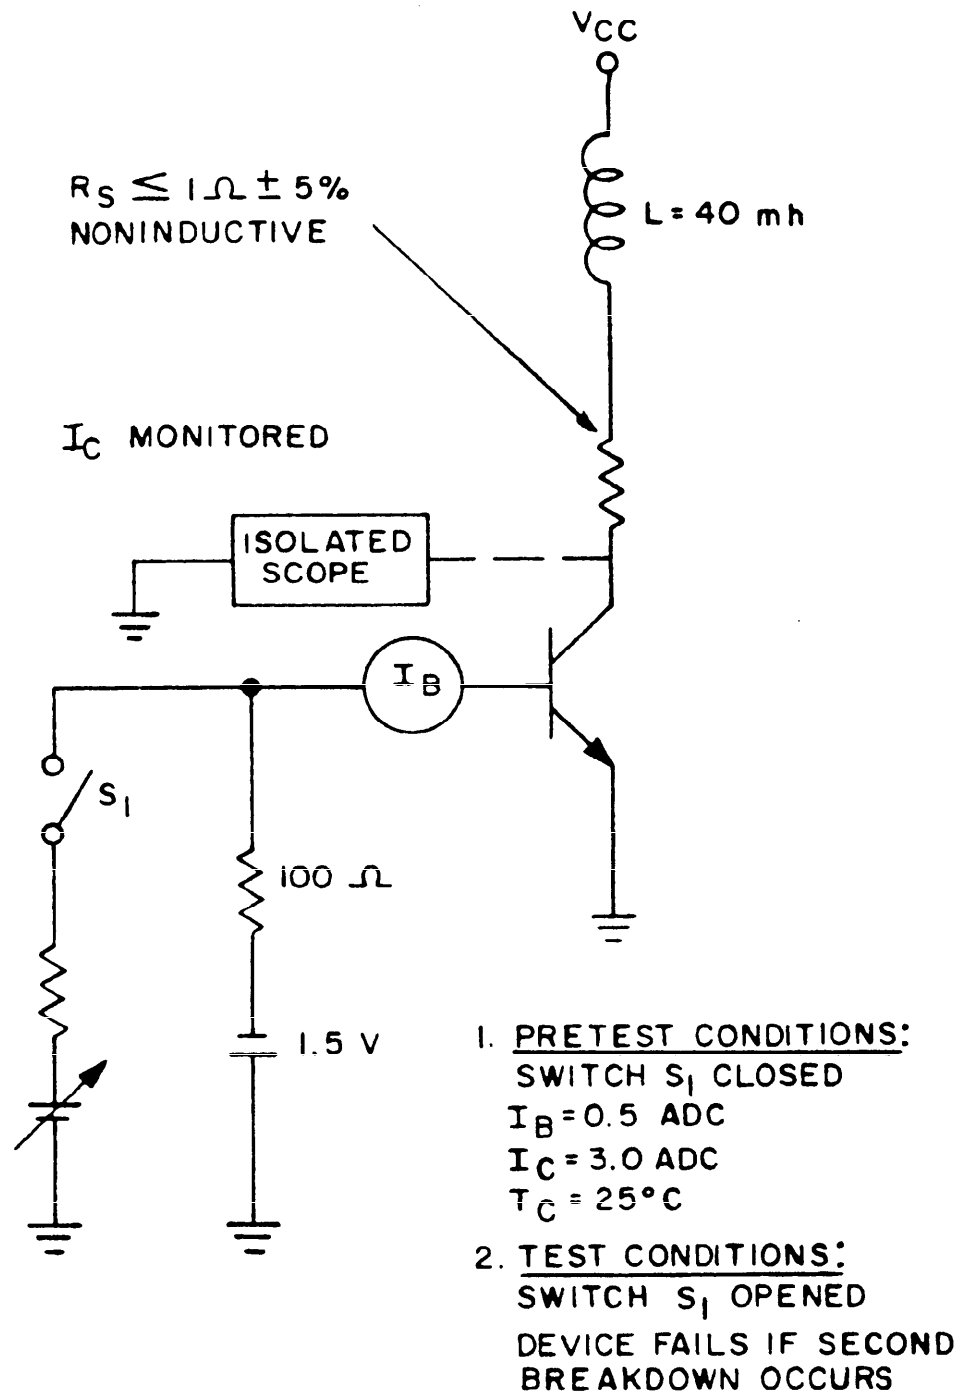 VCC
RS ≤ 1 Ω ± 5%
NONINDUCTIVE
L = 40 mh
IC MONITORED
ISOLATED
SCOPE
IB
S1
100 Ω
1.5 V
1. PRETEST CONDITIONS:
SWITCH S1 CLOSED
IB = 0.5 ADC
IC = 3.0 ADC
TC = 25°C
2. TEST CONDITIONS:
SWITCH S1 OPENED
DEVICE FAILS IF SECOND
BREAKDOWN OCCURS